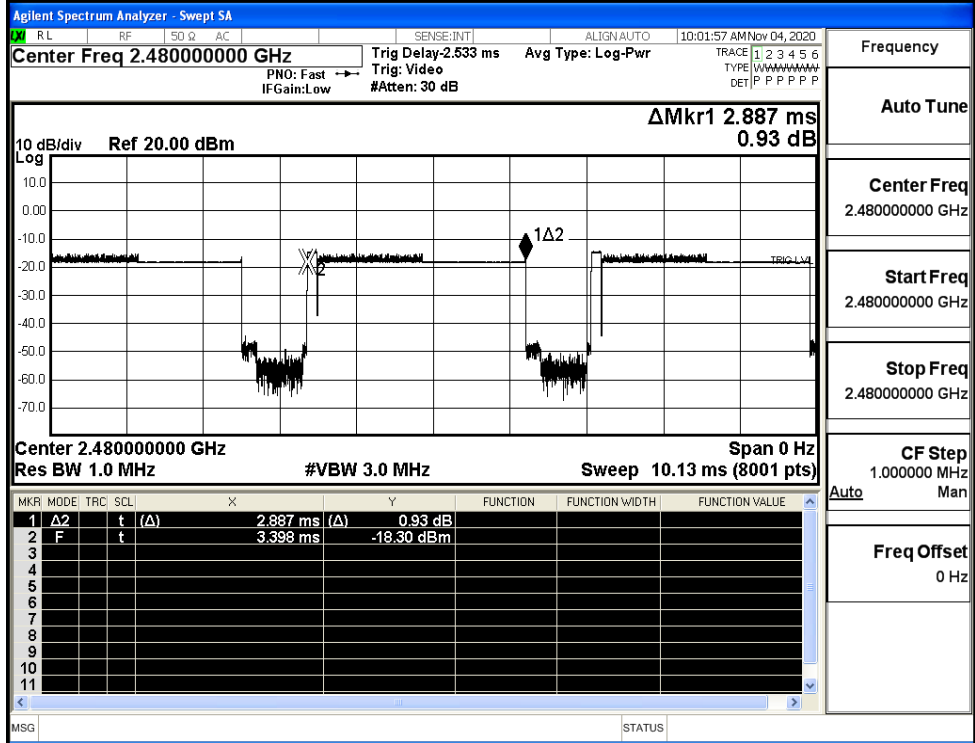 Agilent Spectrum Analyzer - Swept SA
LXI RL RF 50 Ω AC SENSE:INT ALIGN AUTO 10:01:57 AM Nov 04, 2020
Center Freq 2.480000000 GHz
PNO: Fast
IFGain:Low
Trig Delay-2.533 ms
Trig: Video
#Atten: 30 dB
Avg Type: Log-Pwr
TRACE 1 2 3 4 5 6
TYPE WWWWWW
DET P P P P P P
ΔMkr1 2.887 ms
0.93 dB
10 dB/div Ref 20.00 dBm
Log
10.0
0.00
-10.0
-20.0
-30.0
-40.0
-50.0
-60.0
-70.0
1Δ2
2
TRIG LVL
Center 2.480000000 GHz Span 0 Hz
Res BW 1.0 MHz #VBW 3.0 MHz Sweep 10.13 ms (8001 pts)
MKR MODE TRC SCL X Y FUNCTION FUNCTION WIDTH FUNCTION VALUE
1 Δ2 t (Δ) 2.887 ms (Δ) 0.93 dB
2 F t 3.398 ms -18.30 dBm
3
4
5
6
7
8
9
10
11
MSG STATUS
Frequency
Auto Tune
Center Freq
2.480000000 GHz
Start Freq
2.480000000 GHz
Stop Freq
2.480000000 GHz
CF Step
1.000000 MHz
Auto Man
Freq Offset
0 Hz